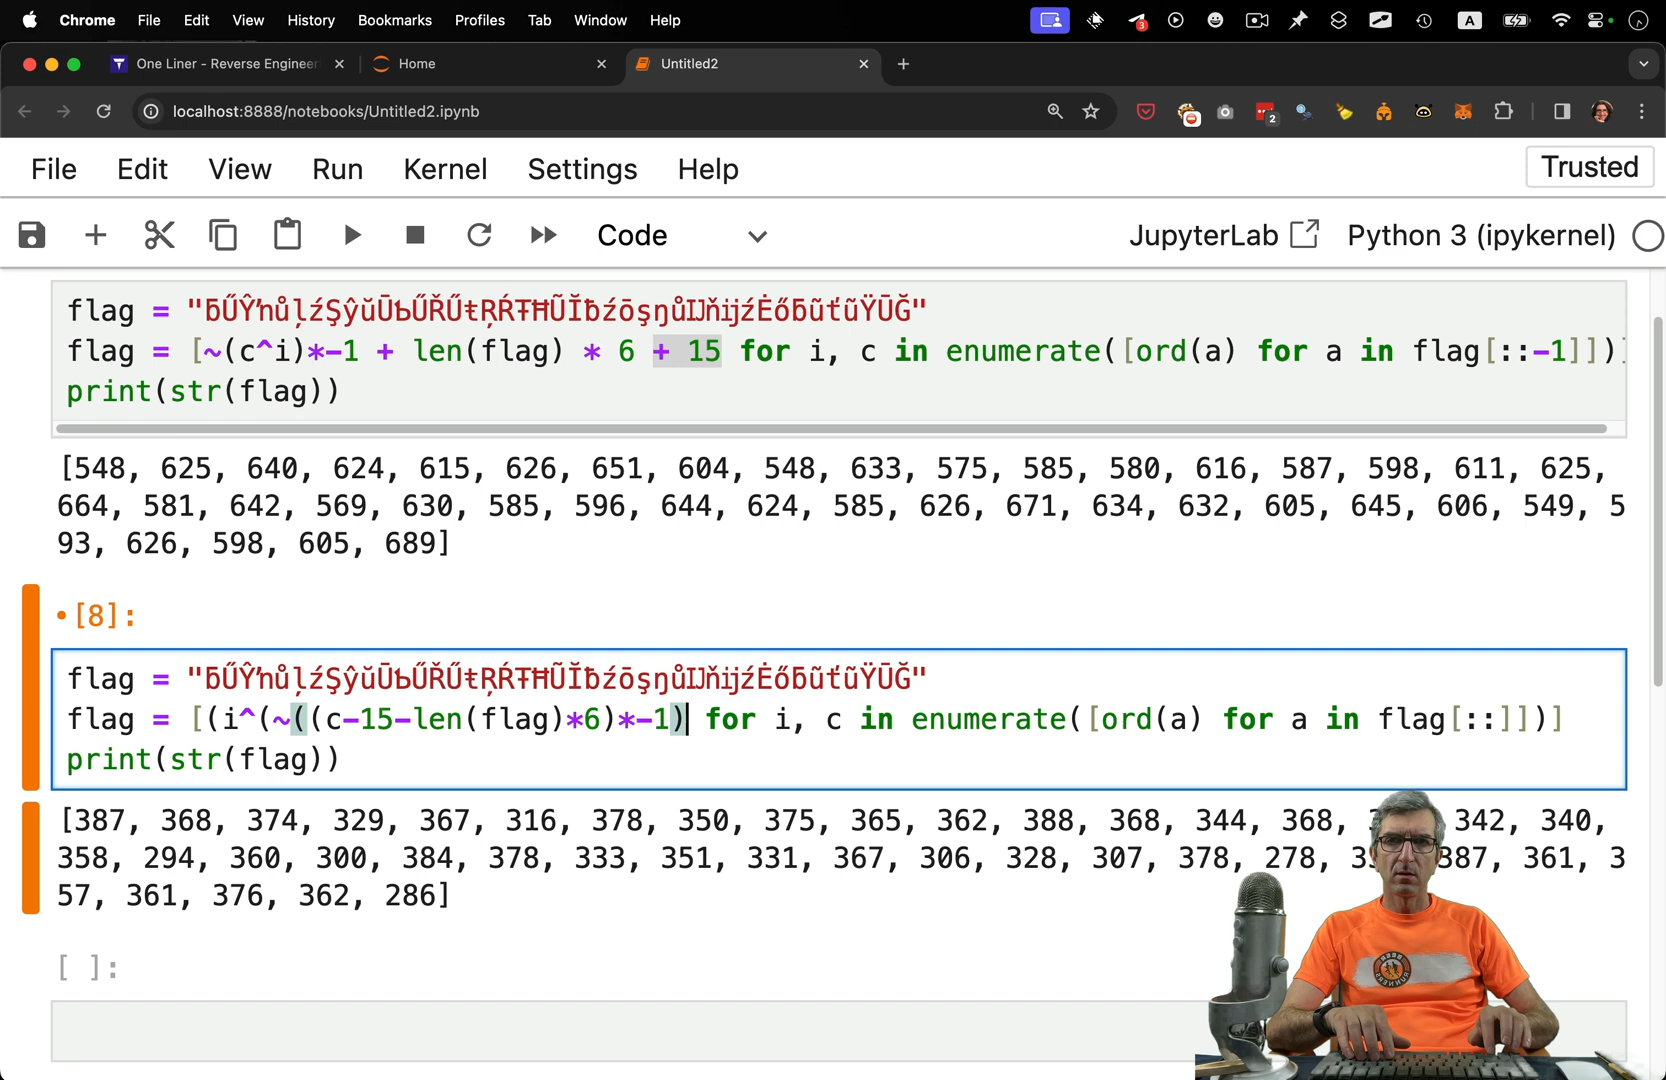 Chrome File Edit View History Bookmarks Profiles Tab Window Help
3
A
One Liner - Reverse Engineer
Home
Untitled2
localhost:8888/notebooks/Untitled2.ipynb
2
File Edit View Run Kernel Settings Help
Trusted
Code
JupyterLab
Python 3 (ipykernel)
flag = "ƃŰŶŉůļźŞŷŭŪƄŰŘŰŧŖŔŦĦŨĬƀźōşŋůĲňĳźĖőƃũťũŸŪĞ"
flag = [~(c^i)*-1 + len(flag) * 6 + 15 for i, c in enumerate([ord(a) for a in flag[::-1]])]
print(str(flag))
[548, 625, 640, 624, 615, 626, 651, 604, 548, 633, 575, 585, 580, 616, 587, 598, 611, 625,
664, 581, 642, 569, 630, 585, 596, 644, 624, 585, 626, 671, 634, 632, 605, 645, 606, 549, 5
93, 626, 598, 605, 689]
[8]:
flag = "ƃŰŶŉůļźŞŷŭŪƄŰŘŰŧŖŔŦĦŨĬƀźōşŋůĲňĳźĖőƃũťũŸŪĞ"
flag = [(i^(~((c-15-len(flag)*6)*-1) for i, c in enumerate([ord(a) for a in flag[::]])]
print(str(flag))
[387, 368, 374, 329, 367, 316, 378, 350, 375, 365, 362, 388, 368, 344, 368, 342, 340,
358, 294, 360, 300, 384, 378, 333, 351, 331, 367, 306, 328, 307, 378, 278, 387, 361, 3
57, 361, 376, 362, 286]
[ ]: